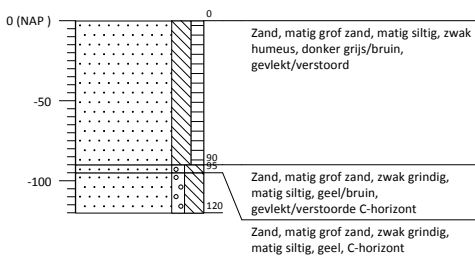 0 (NAP )
0
Zand, matig grof zand, matig siltig, zwak
humeus, donker grijs/bruin,
gevlekt/verstoord
-50
90
95
Zand, matig grof zand, zwak grindig,
matig siltig, geel/bruin,
gevlekt/verstoorde C-horizont
-100
120
Zand, matig grof zand, zwak grindig,
matig siltig, geel, C-horizont